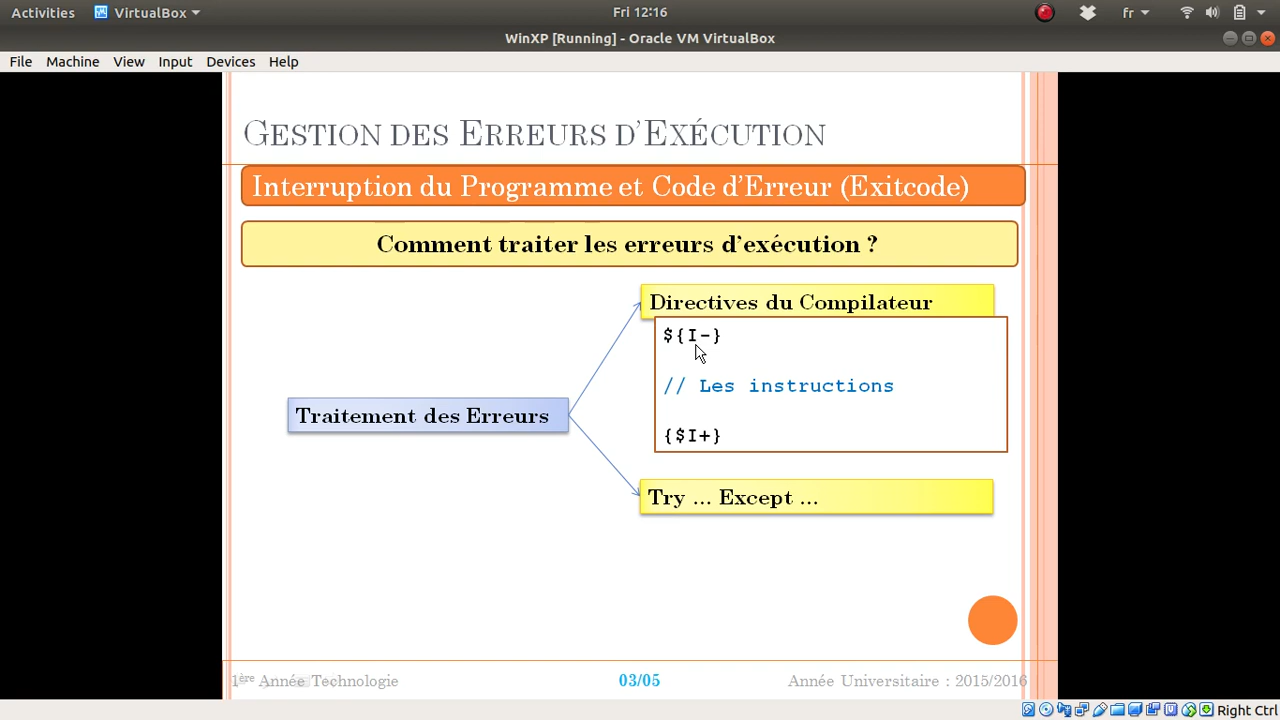 Activities VirtualBox Fri 12:16 fr
WinXP [Running] - Oracle VM VirtualBox
File Machine View Input Devices Help
GESTION DES ERREURS D'EXÉCUTION
Interruption du Programme et Code d'Erreur (Exitcode)
Comment traiter les erreurs d'exécution ?
Directives du Compilateur
${I-}
// Les instructions
Traitement des Erreurs
{$I+}
Try ... Except ...
1ère Année Technologie 03/05 Année Universitaire : 2015/2016
Right Ctrl